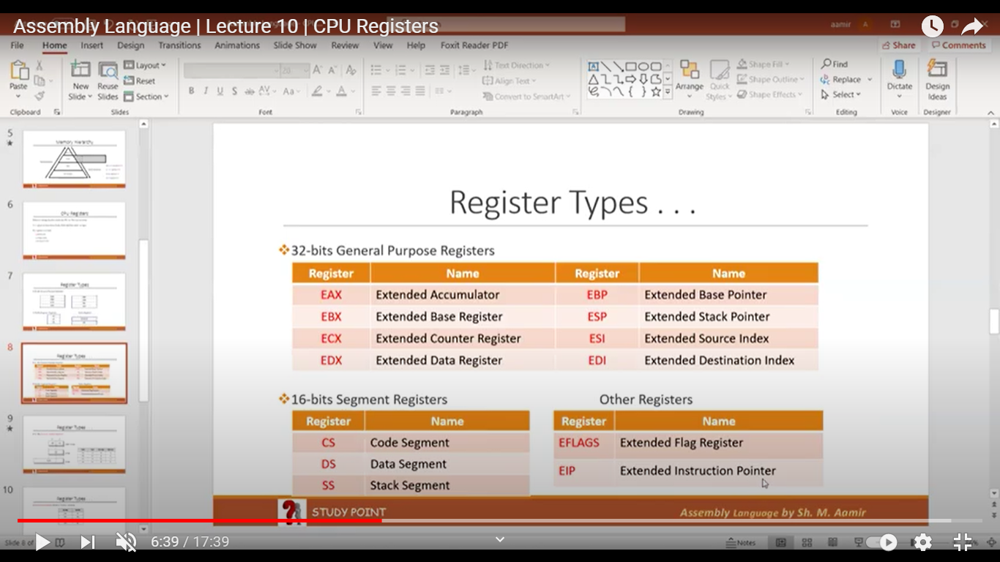 Assembly Language | Lecture 10 | CPU Registers
aamir A
File Home Insert Design Transitions Animations Slide Show Review View Help Foxit Reader PDF Share Comments
Paste
New Slide
Reuse Slides
Layout
Reset
Section
20
B I U S ab AV Aa A
Text Direction
Align Text
Convert to SmartArt
Arrange
Quick Styles
Shape Fill
Shape Outline
Shape Effects
Find
Replace
Select
Dictate
Design Ideas
Clipboard Slides Font Paragraph Drawing Editing Voice Designer
5
Memory Hierarchy
6
CPU Registers
7
Register Types
8
Register Types
9
Register Types
10
Register Types
Register Types . . .
32-bits General Purpose Registers
Register Name Register Name
EAX Extended Accumulator EBP Extended Base Pointer
EBX Extended Base Register ESP Extended Stack Pointer
ECX Extended Counter Register ESI Extended Source Index
EDX Extended Data Register EDI Extended Destination Index
16-bits Segment Registers Other Registers
Register Name Register Name
CS Code Segment EFLAGS Extended Flag Register
DS Data Segment EIP Extended Instruction Pointer
SS Stack Segment
STUDY POINT Assembly Language by Sh. M. Aamir
Slide 8 of
6:39 / 17:39
Notes